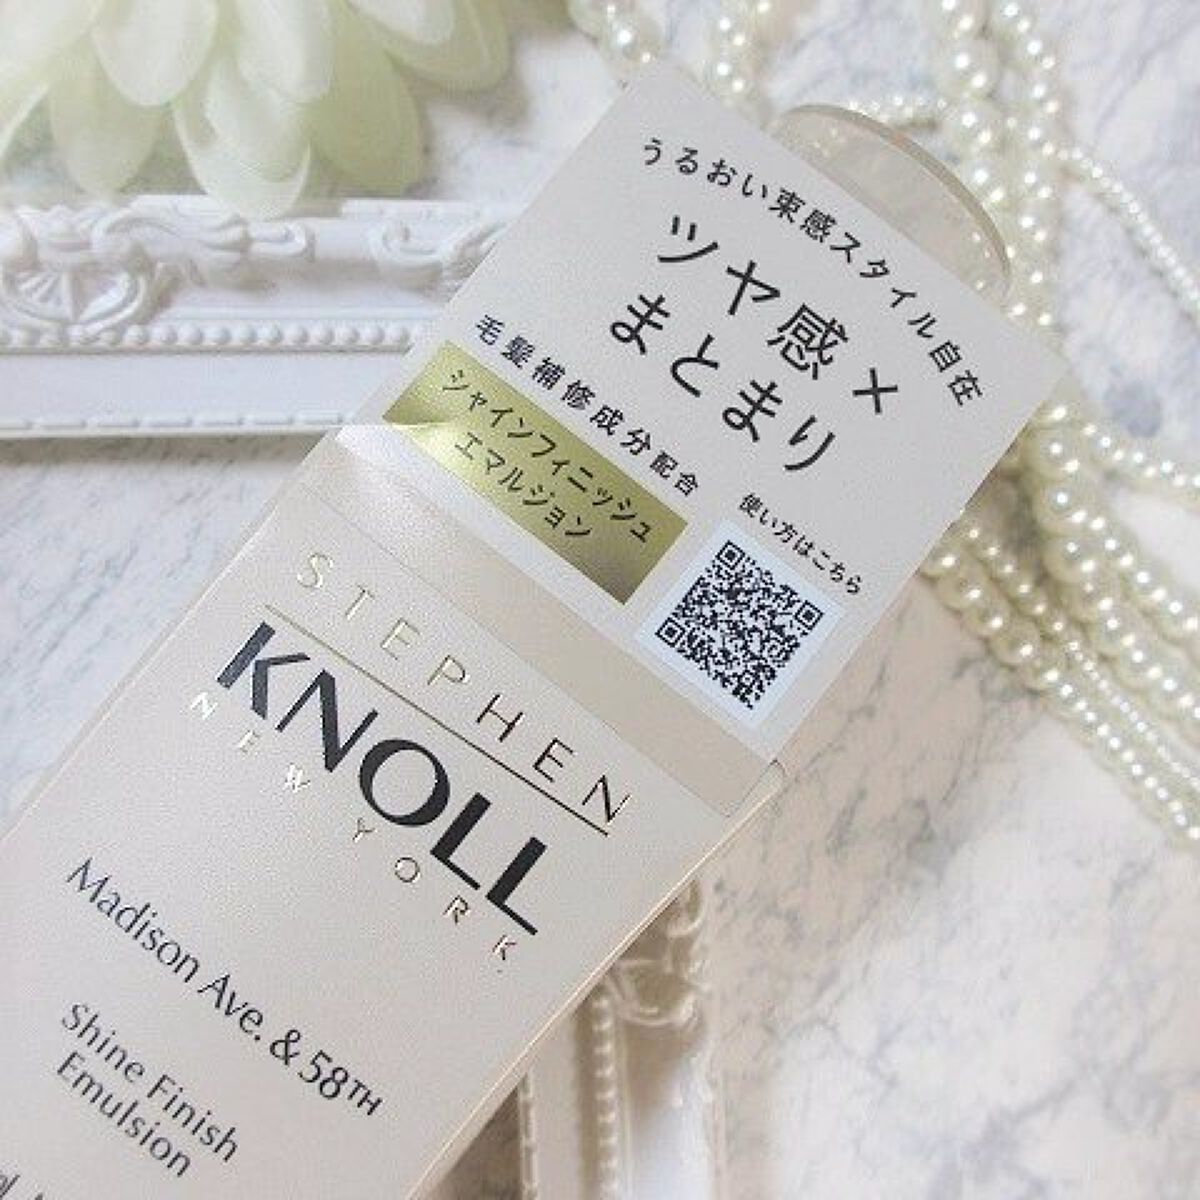 うるおい束感スタイル自在
ツヤ感×
まとまり
毛髪補修成分配合
シャインフィニッシュ
エマルジョン
使い方はこちら
STEPHEN
KNOLL
NEW YORK
Madison Ave. & 58TH
Shine Finish
Emulsion